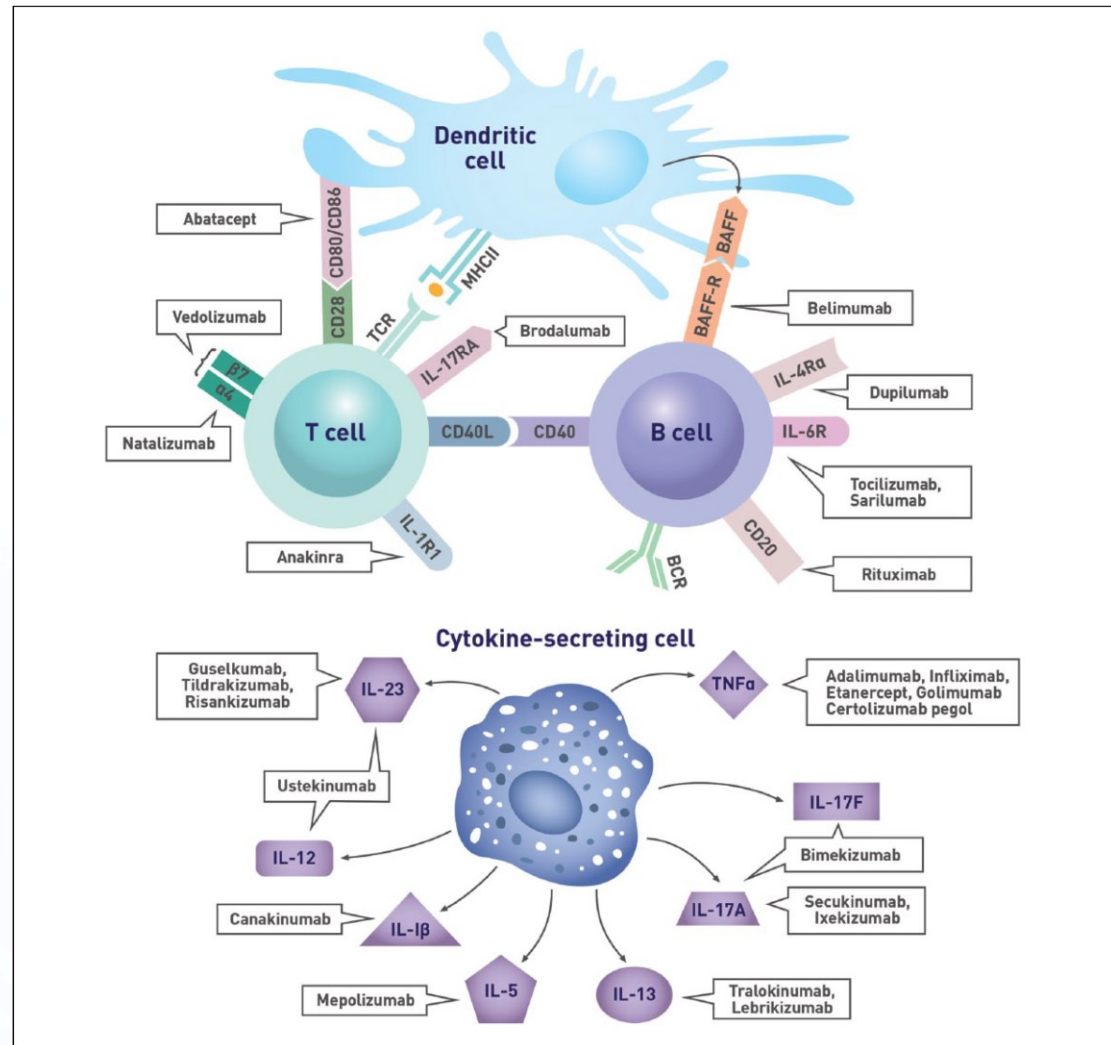 Dendritic
cell
Abatacept
CD80/CD86
CD28
TCR
MHCII
BAFF
BAFF-R
Belimumab
Vedolizumab
β7
α4
Natalizumab
IL-17RA
Brodalumab
T cell
CD40L
CD40
B cell
IL-4Rα
Dupilumab
IL-6R
Tocilizumab,
Sarilumab
IL-1R1
Anakinra
BCR
CD20
Rituximab
Cytokine-secreting cell
Guselkumab,
Tildrakizumab,
Risankizumab
IL-23
TNFα
Adalimumab, Infliximab,
Etanercept, Golimumab
Certolizumab pegol
Ustekinumab
IL-12
IL-17F
Bimekizumab
IL-17A
Secukinumab,
Ixekizumab
Canakinumab
IL-Iβ
Mepolizumab
IL-5
IL-13
Tralokinumab,
Lebrikizumab